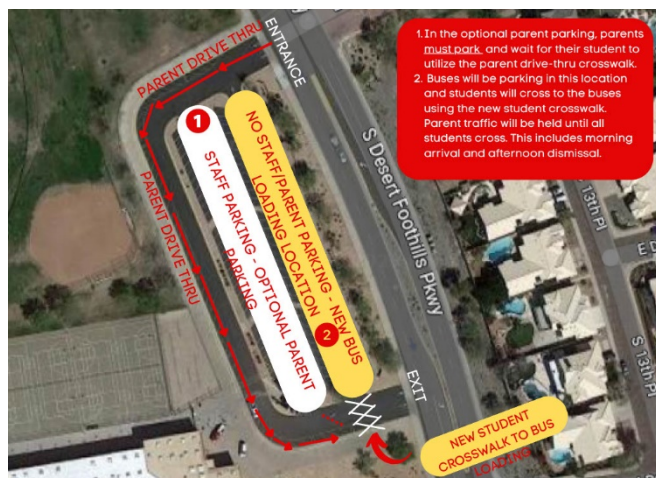 1. In the optional parent parking, parents
must park and wait for their student to
utilize the parent drive-thru crosswalk.
2. Buses will be parking in this location
and students will cross to the buses
using the new student crosswalk.
Parent traffic will be held until all
students cross. This includes morning
arrival and afternoon dismissal.
PARENT DRIVE THRU
ENTRANCE
1
STAFF PARKING - OPTIONAL PARENT
PARKING
NO STAFF/PARENT PARKING - NEW BUS
LOADING LOCATION
2
PARENT DRIVE THRU
S Desert Foothills Pkwy
13th Pl
E D
S 13th Pl
EXIT
NEW STUDENT
CROSSWALK TO BUS
LOADING